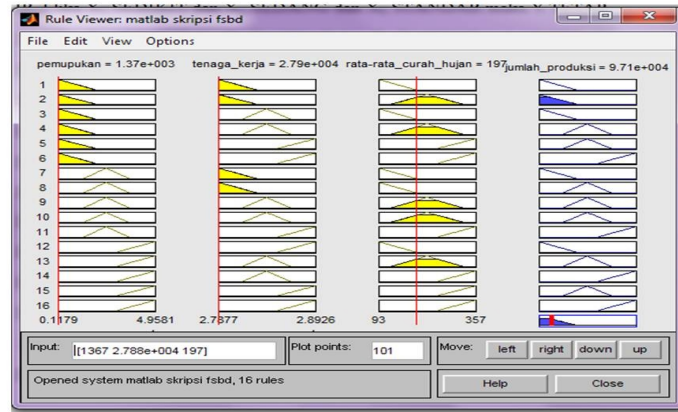 Rule Viewer: matlab skripsi fsbd
File Edit View Options
pemupukan = 1.37e+003 tenaga_kerja = 2.79e+004 rata-rata_curah_hujan = 197 jumlah_produksi = 9.71e+004
1
2
3
4
5
6
7
8
9
10
11
12
13
14
15
16
0.1179 4.9581 2.7877 2.8926 93 357
Input: [1367 2.788e+004 197] Plot points: 101 Move: left right down up
Opened system matlab skripsi fsbd, 16 rules Help Close